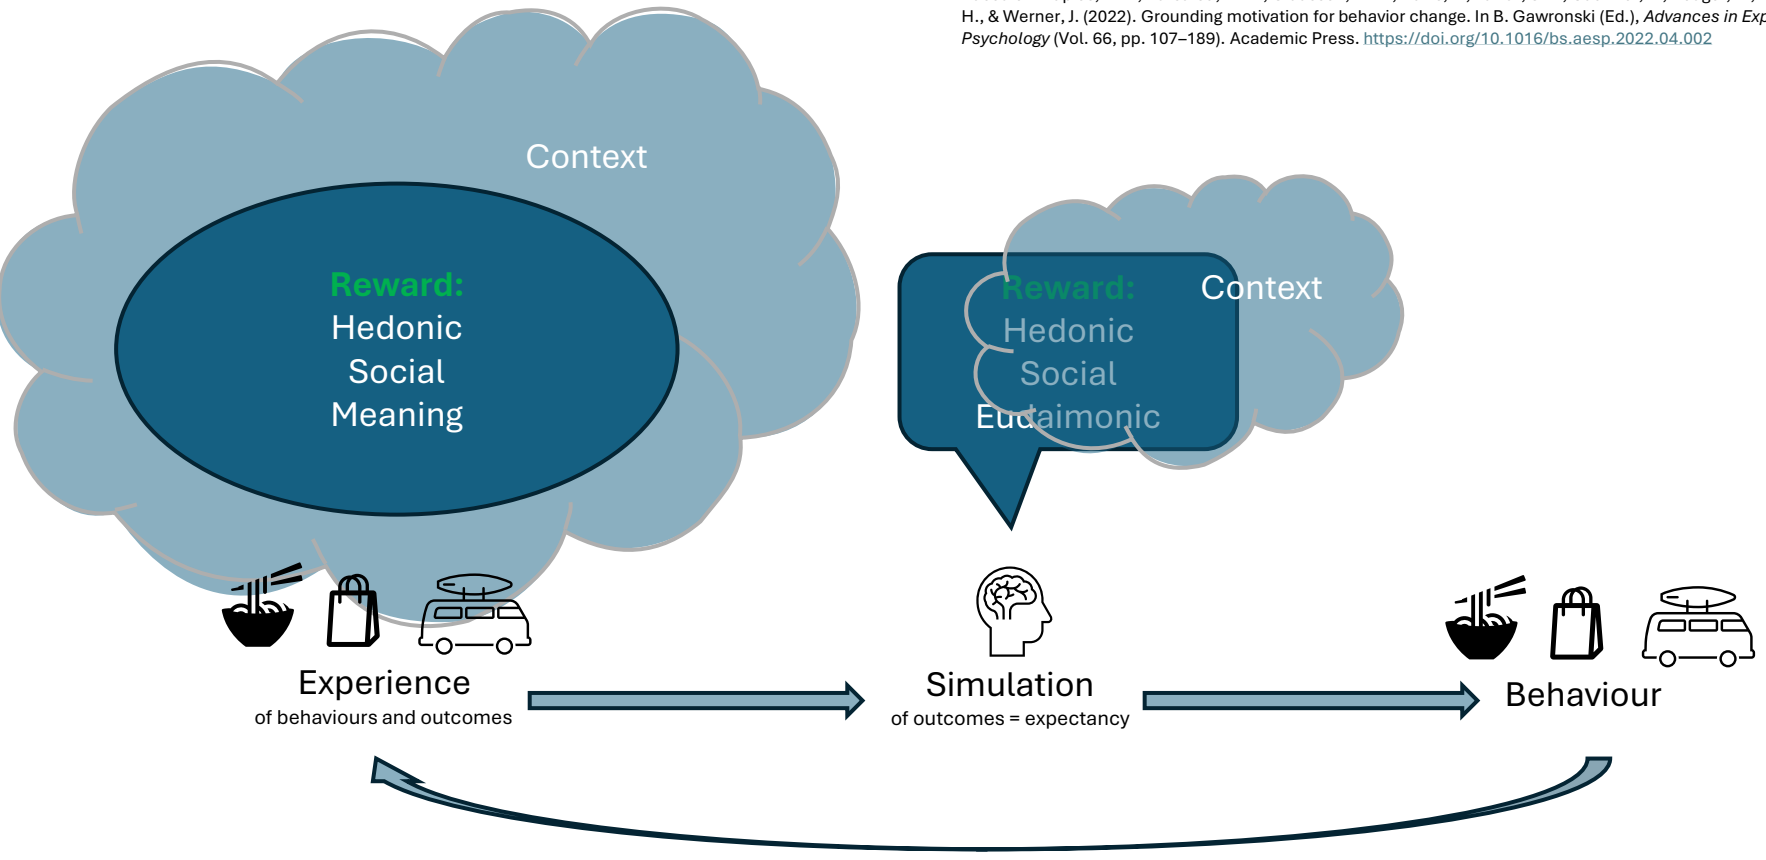 H., & Werner, J. (2022). Grounding motivation for behavior change. In B. Gawronski (Ed.), Advances in Exp
Psychology (Vol. 66, pp. 107–189). Academic Press. https://doi.org/10.1016/bs.aesp.2022.04.002
Context
Reward:
Hedonic
Social
Meaning
Context
Reward:
Hedonic
Social
Eudaimonic
Experience
of behaviours and outcomes
Simulation
of outcomes = expectancy
Behaviour